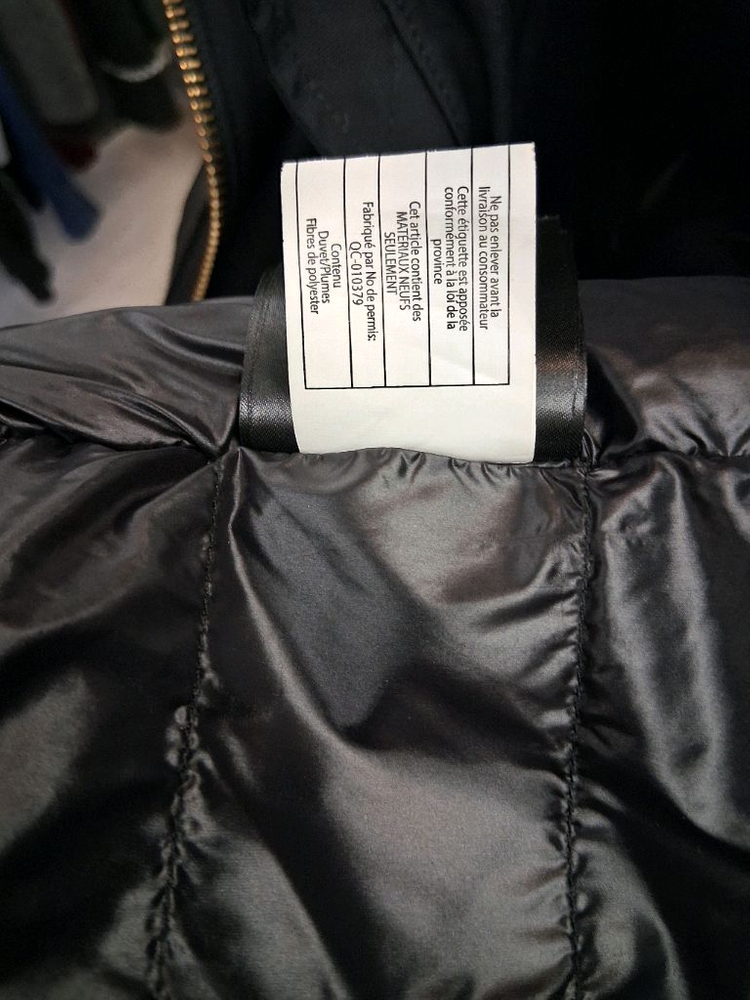 Ne pas enlever avant la
livraison au consommateur
Cette étiquette est apposée
conformément à la loi de la
province
Cet article contient des
MATERIAUX NEUFS
SEULEMENT
Fabriqué par No de permis:
QC-010379
Contenu
Duvet/Plumes
Fibres de polyester